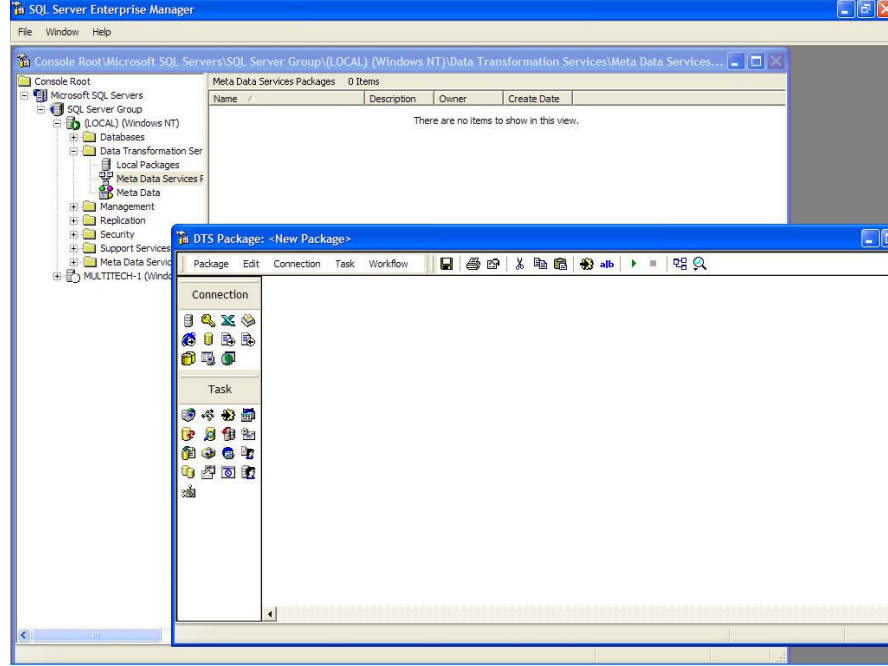 SQL Server Enterprise Manager
File Window Help
Console Root\Microsoft SQL Servers\SQL Server Group\(LOCAL) (Windows NT)\Data Transformation Services\Meta Data Services...
Console Root
Microsoft SQL Servers
SQL Server Group
(LOCAL) (Windows NT)
Databases
Data Transformation Ser
Local Packages
Meta Data Services P
Meta Data
Management
Replication
Security
Support Services
Meta Data Servic
MULTITECH-1 (Windo
Meta Data Services Packages 0 Items
Name Description Owner Create Date
There are no items to show in this view.
DTS Package: <New Package>
Package Edit Connection Task Workflow
alb
Connection
Task